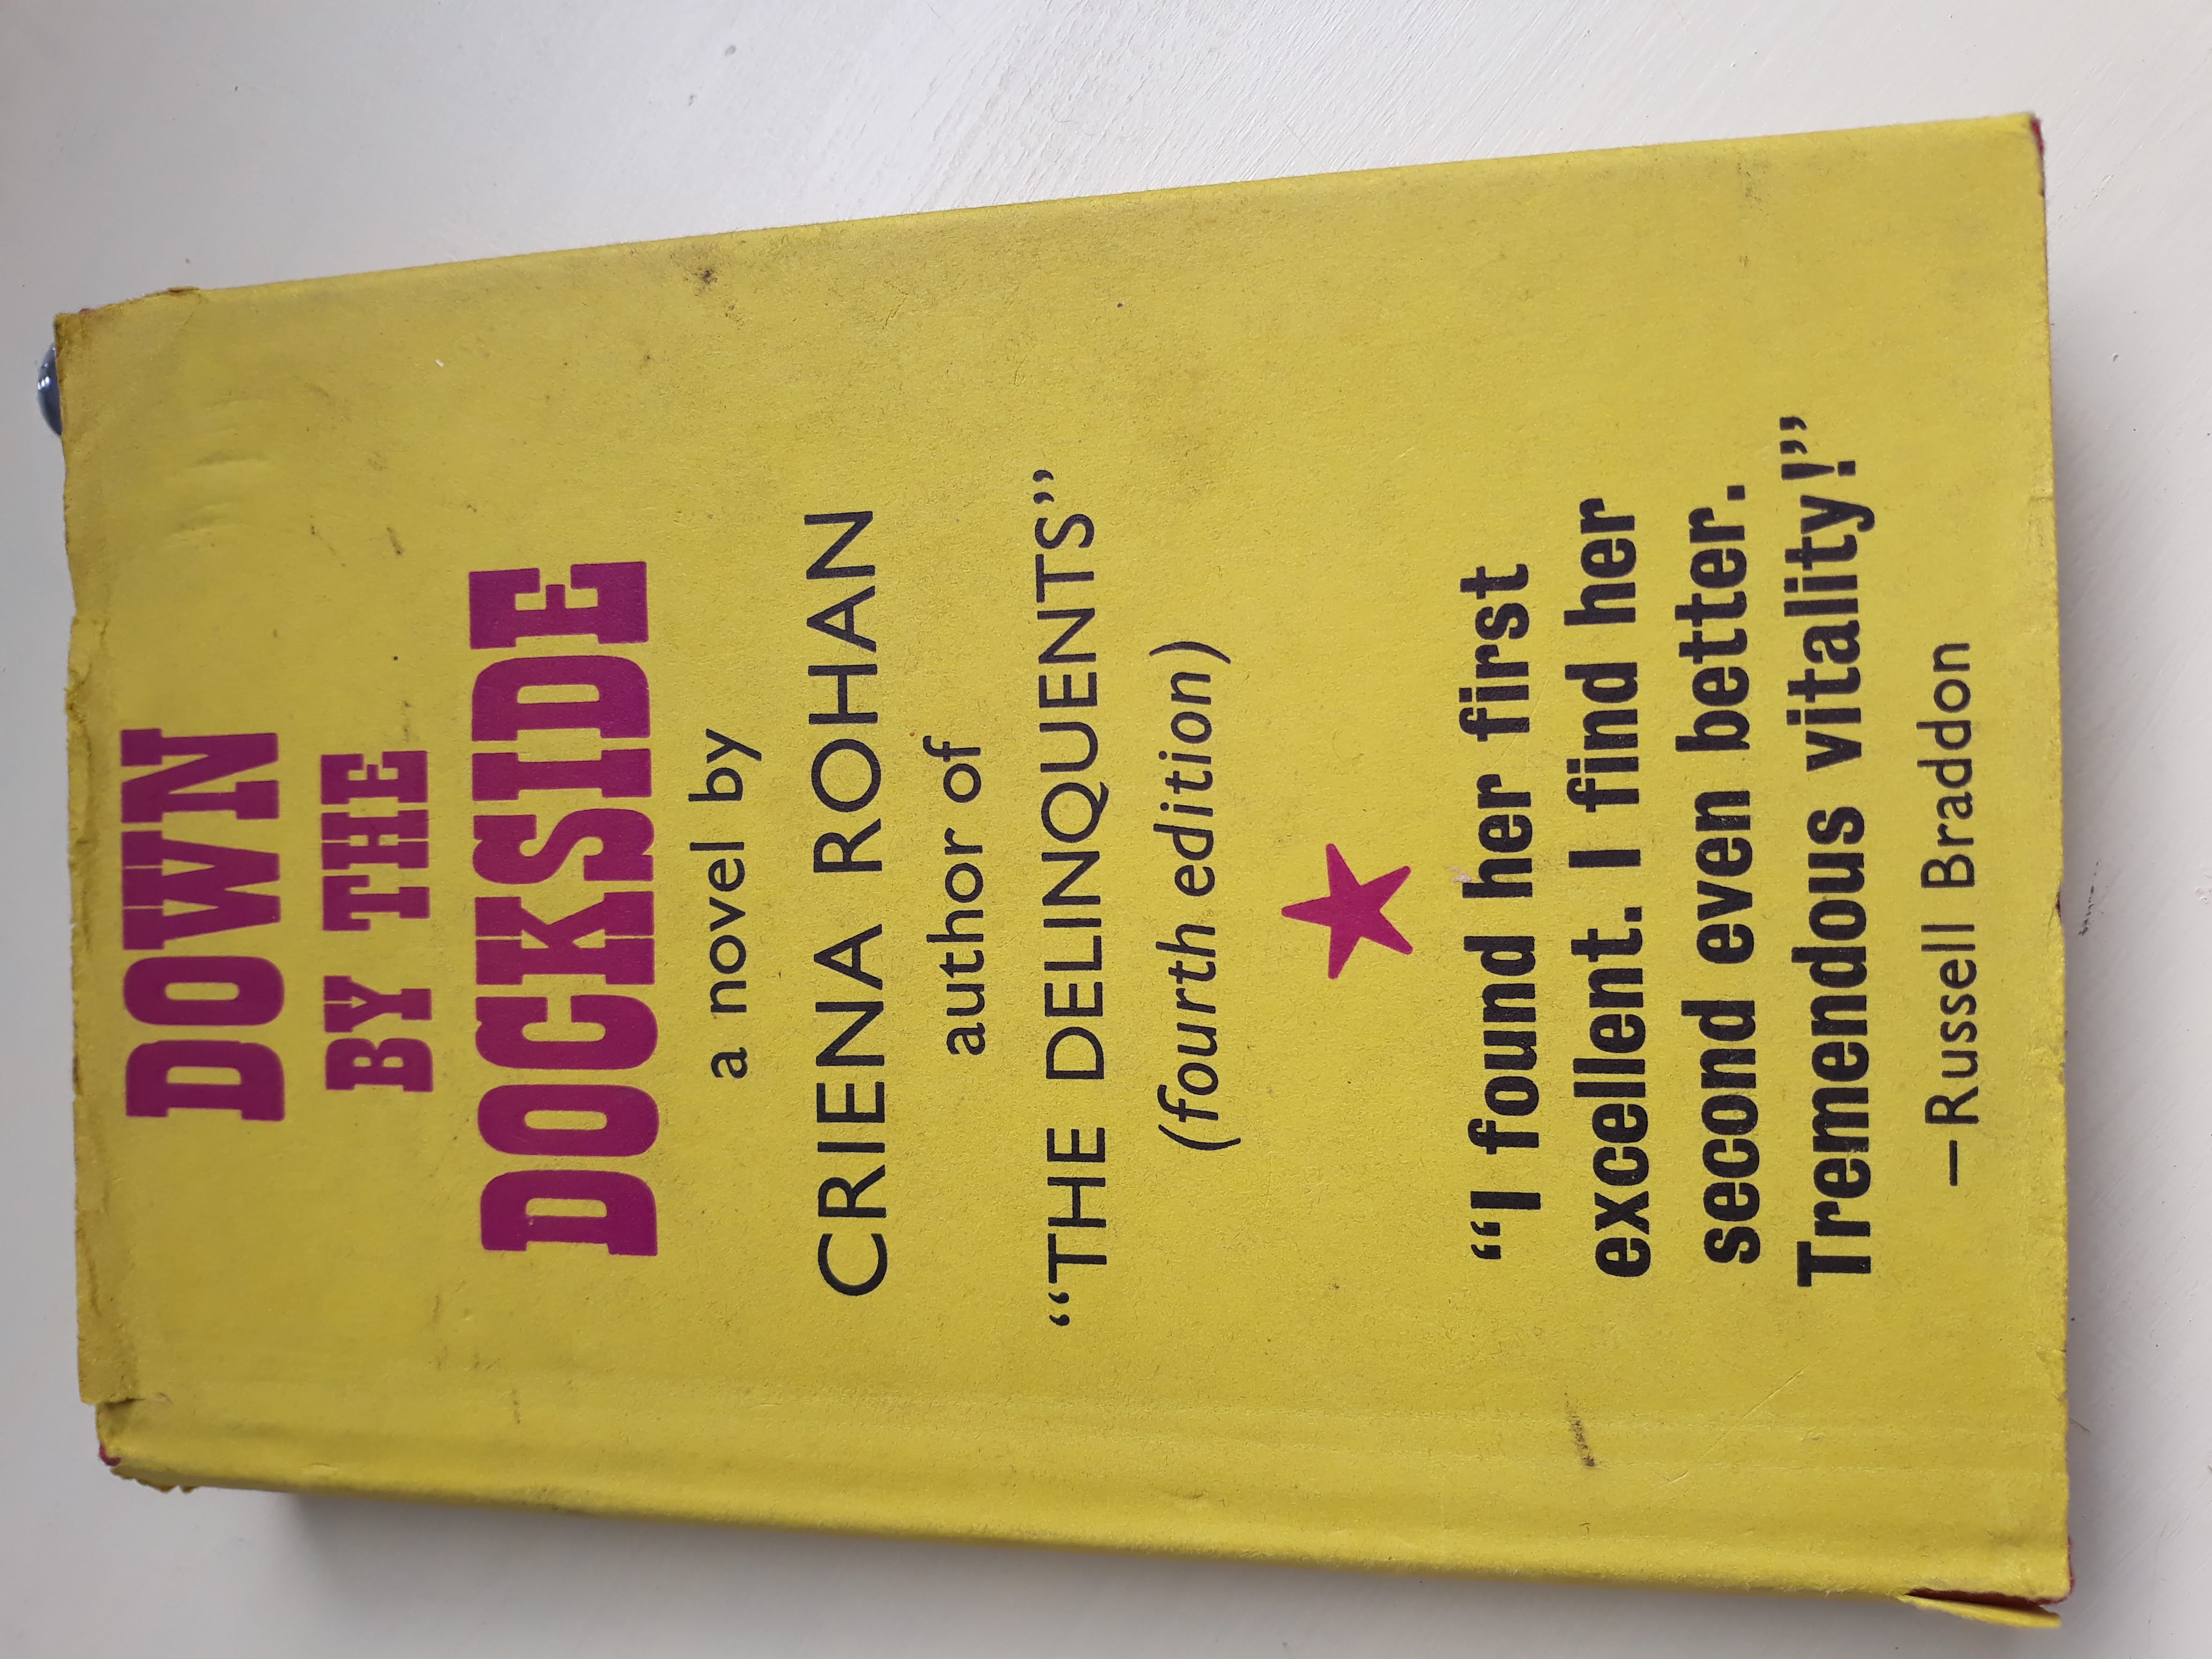 DOWN
BY THE
DOCKSIDE
a novel by
CRIENA ROHAN
author of
“THE DELINQUENTS”
(fourth edition)
“I found her first
excellent. I find her
second even better.
Tremendous vitality!”
—Russell Braddon